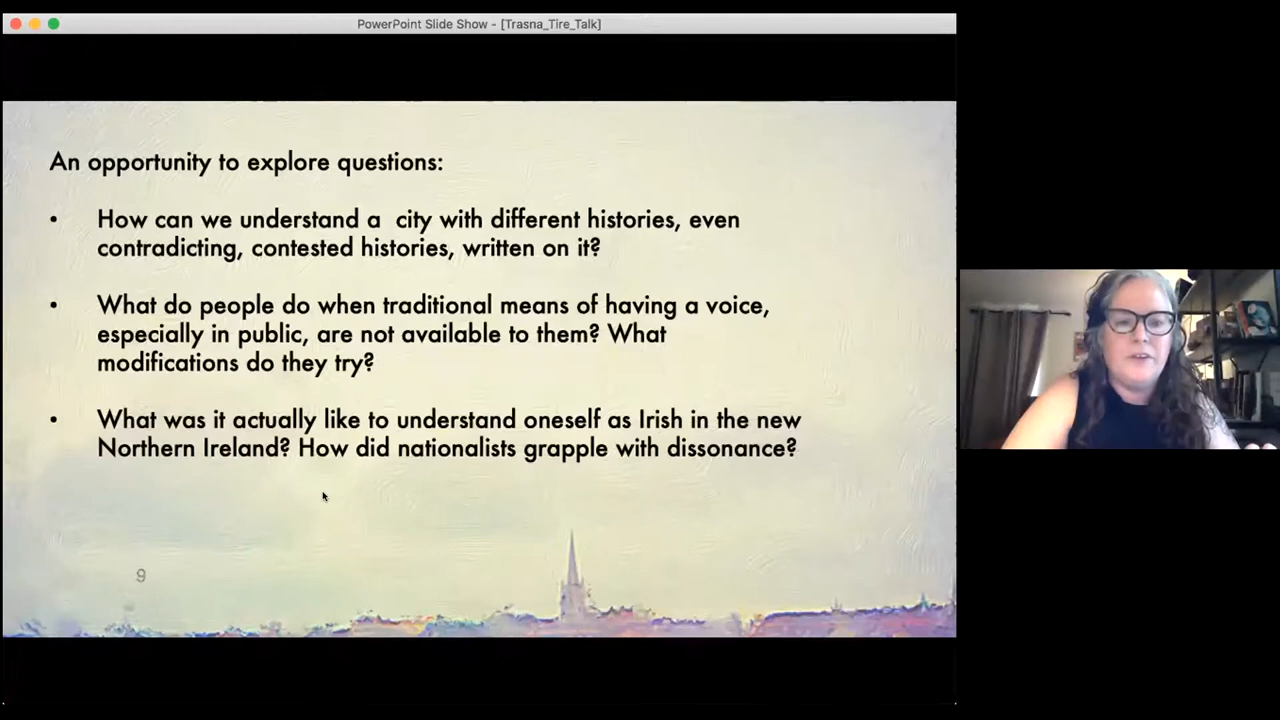 PowerPoint Slide Show - [Trasna_Tire_Talk]
An opportunity to explore questions:
• How can we understand a  city with different histories, even
contradicting, contested histories, written on it?
• What do people do when traditional means of having a voice,
especially in public, are not available to them? What
modifications do they try?
• What was it actually like to understand oneself as Irish in the new
Northern Ireland? How did nationalists grapple with dissonance?
9